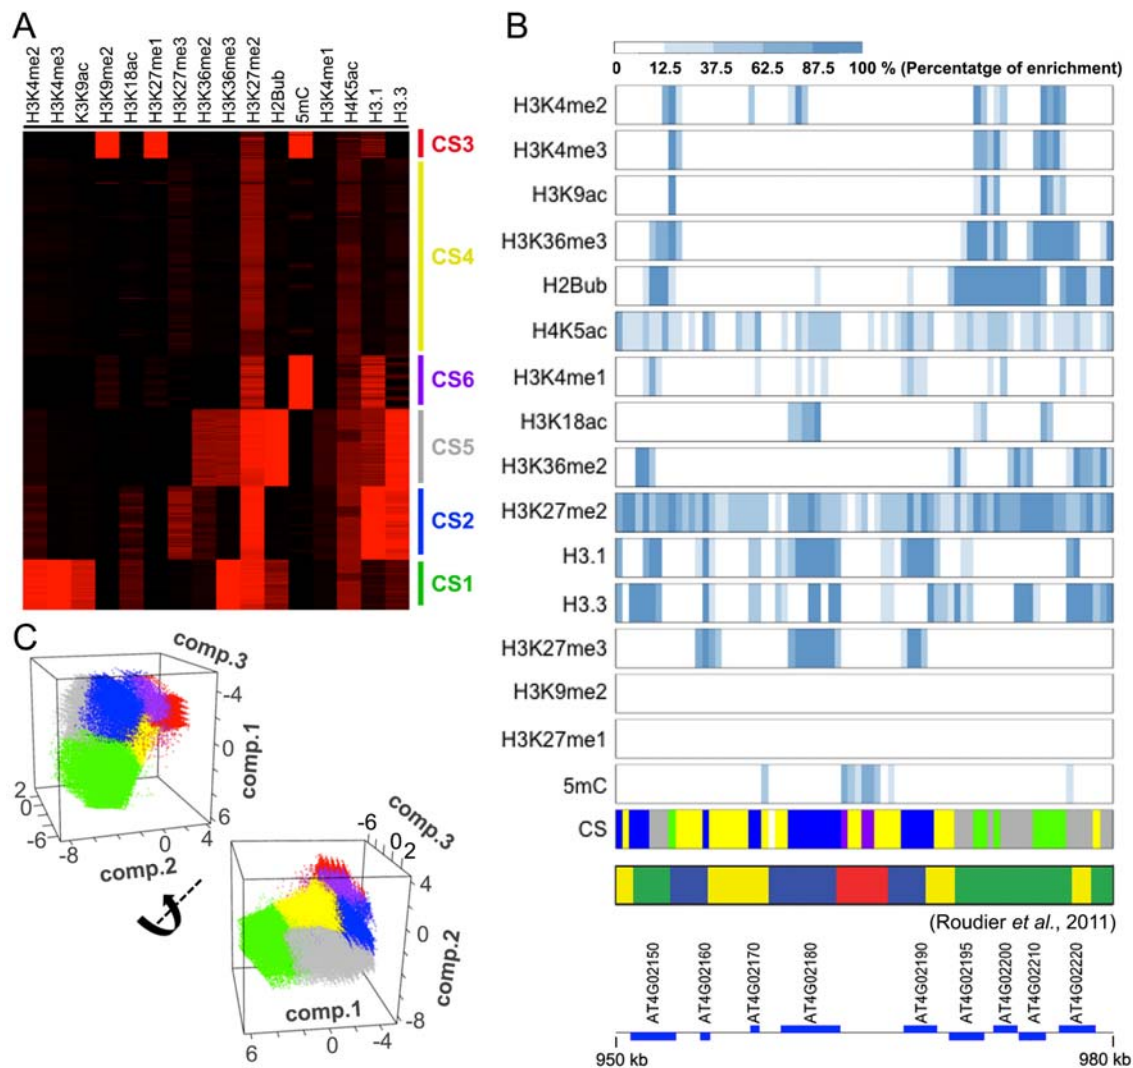 A
H3K4me2
H3K4me3
K3K9ac
H3K9me2
H3K18ac
H3K27me1
H3K27me3
H3K36me2
H3K36me3
H3K27me2
H2Bub
5mC
H3K4me1
H4K5ac
H3.1
H3.3
CS3
CS4
CS6
CS5
CS2
CS1
B
0 12.5 37.5 62.5 87.5 100 % (Percentatge of enrichment)
H3K4me2
H3K4me3
H3K9ac
H3K36me3
H2Bub
H4K5ac
H3K4me1
H3K18ac
H3K36me2
H3K27me2
H3.1
H3.3
H3K27me3
H3K9me2
H3K27me1
5mC
CS
(Roudier et al., 2011)
AT4G02150
AT4G02160
AT4G02170
AT4G02180
AT4G02190
AT4G02195
AT4G02200
AT4G02210
AT4G02220
950 kb
980 kb
C
comp.3
-4
0
comp.1
2
0
-6
-8
0
4
6
comp.2
-6
0
2
comp.3
4
0
comp.2
-8
comp.1
6
0
-4